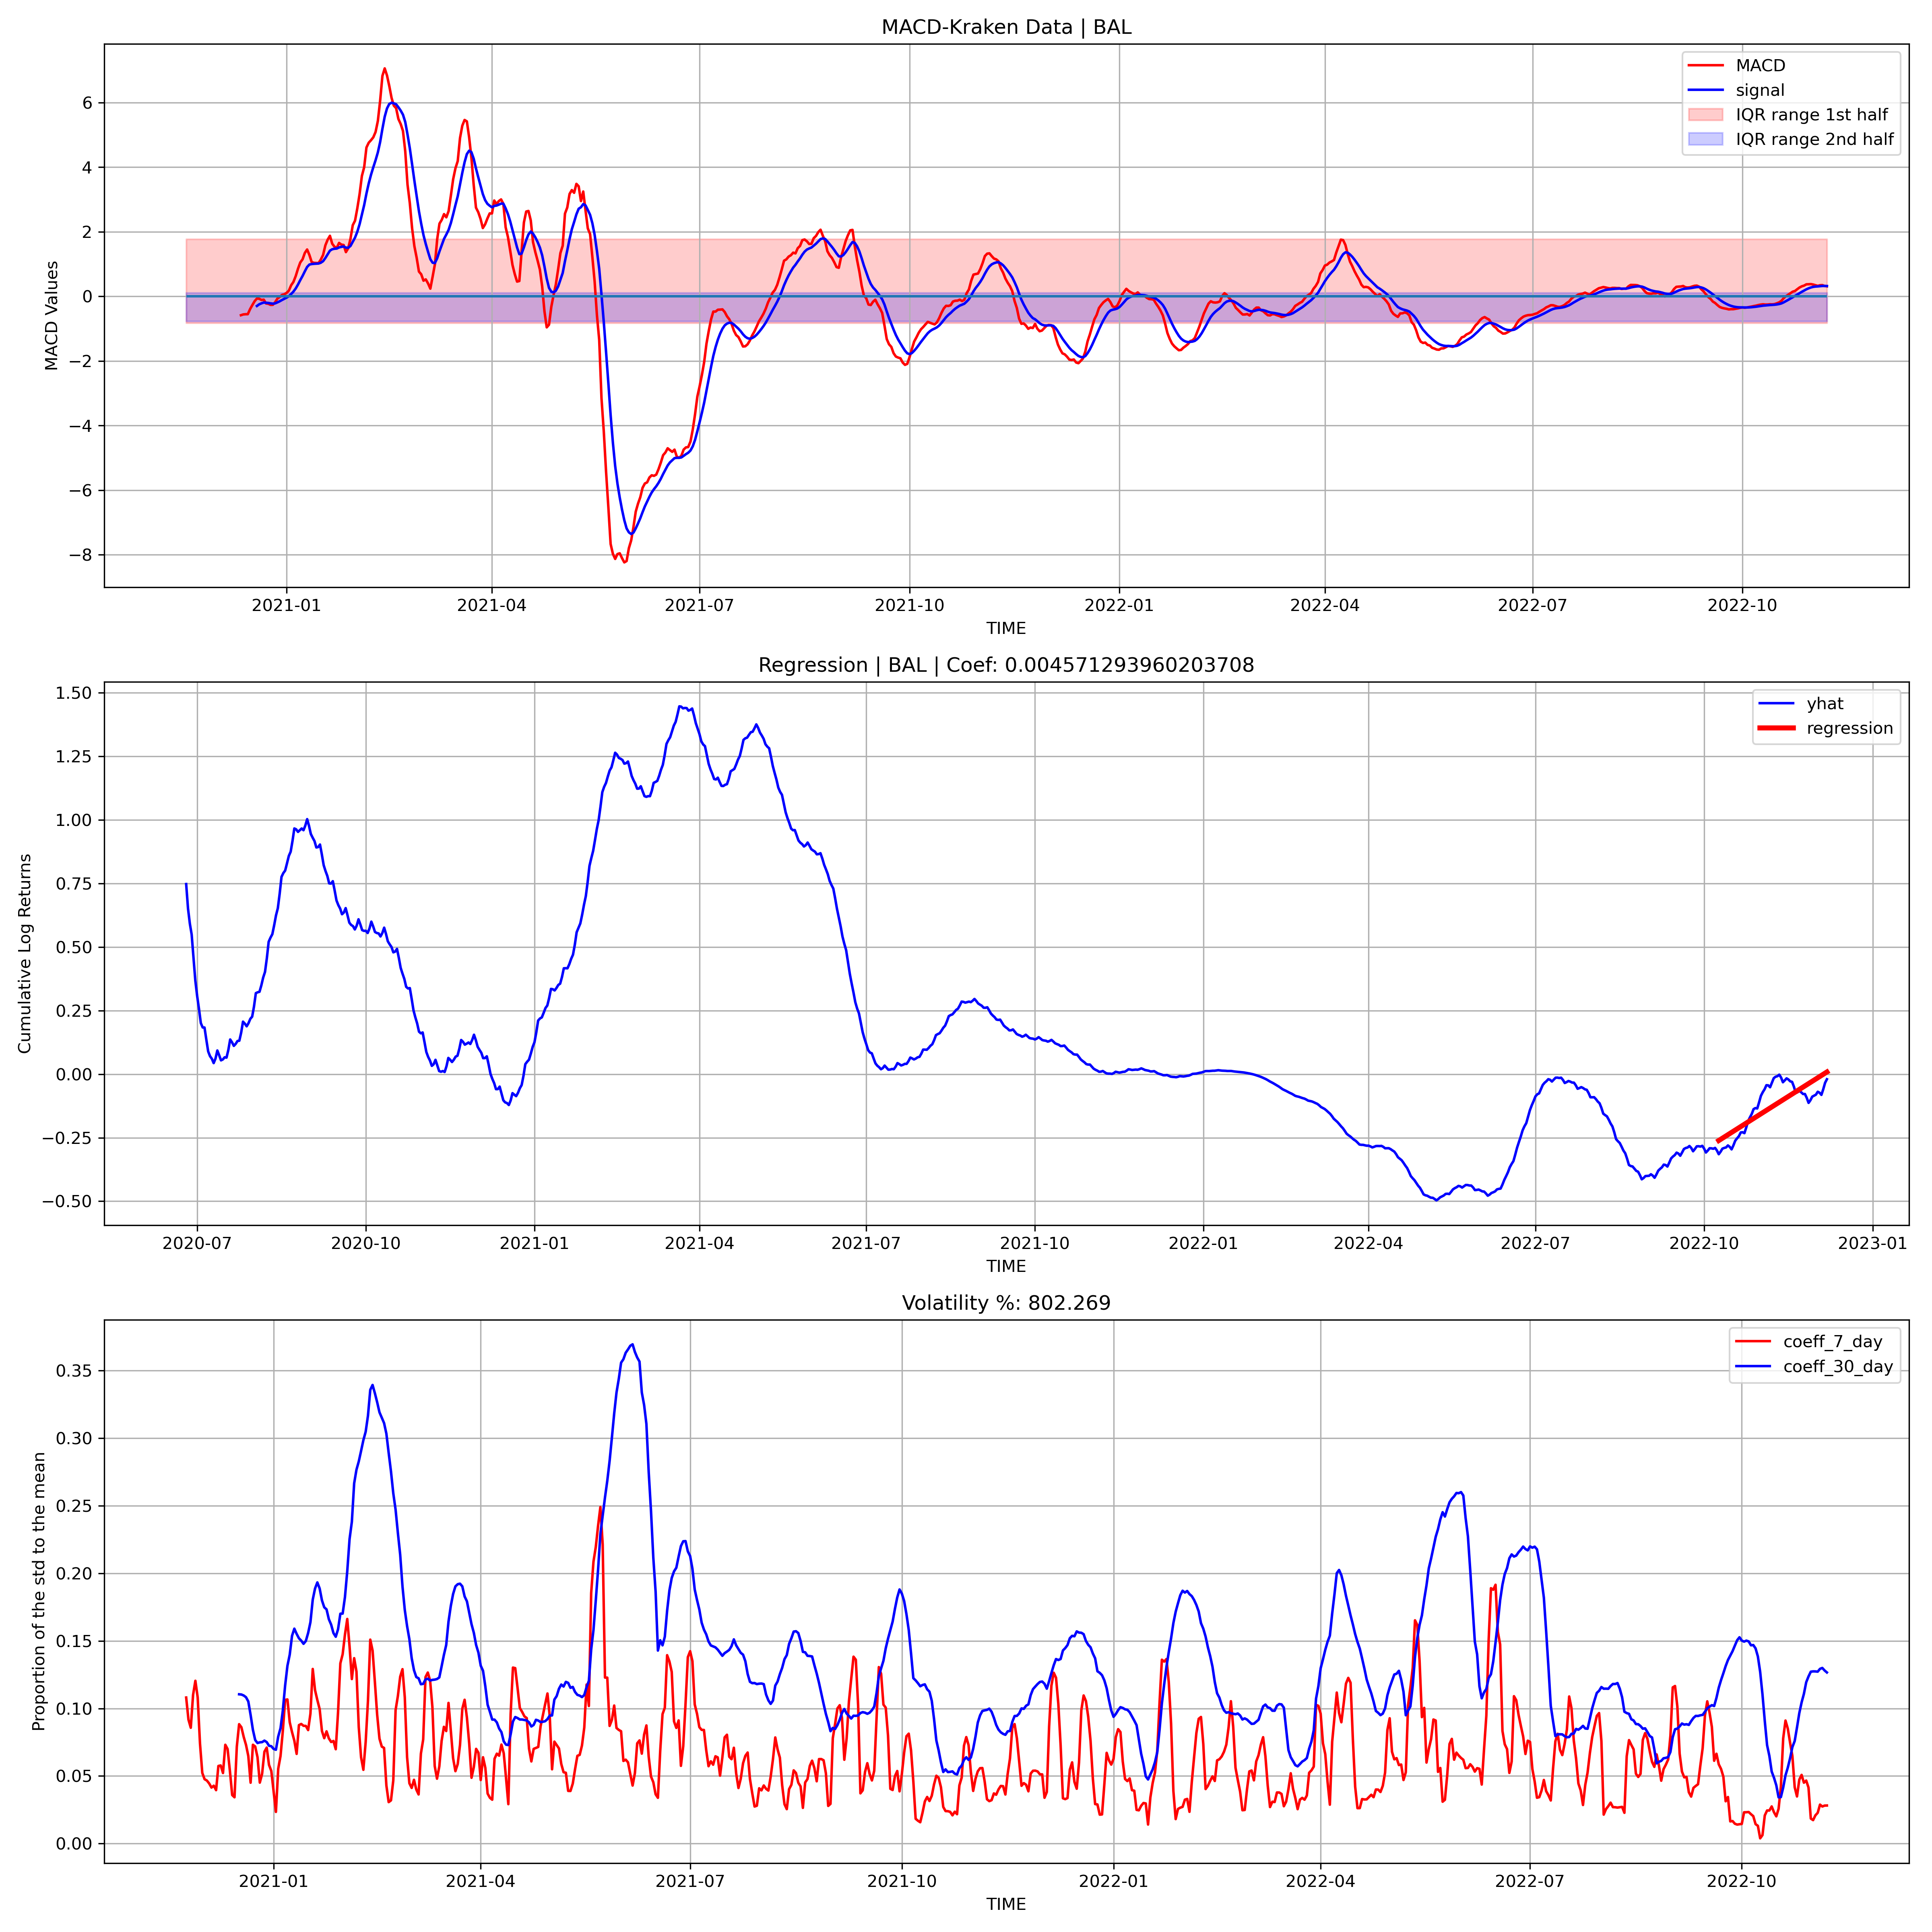 MACD-Kraken Data | BAL
MACD
signal
IQR range 1st half
IQR range 2nd half
MACD Values
6
4
2
0
−2
−4
−6
−8
2021-01 2021-04 2021-07 2021-10 2022-01 2022-04 2022-07 2022-10
TIME
Regression | BAL | Coef: 0.004571293960203708
yhat
regression
Cumulative Log Returns
1.50
1.25
1.00
0.75
0.50
0.25
0.00
−0.25
−0.50
2020-07 2020-10 2021-01 2021-04 2021-07 2021-10 2022-01 2022-04 2022-07 2022-10 2023-01
TIME
Volatility %: 802.269
coeff_7_day
coeff_30_day
Proportion of the std to the mean
0.35
0.30
0.25
0.20
0.15
0.10
0.05
0.00
2021-01 2021-04 2021-07 2021-10 2022-01 2022-04 2022-07 2022-10
TIME